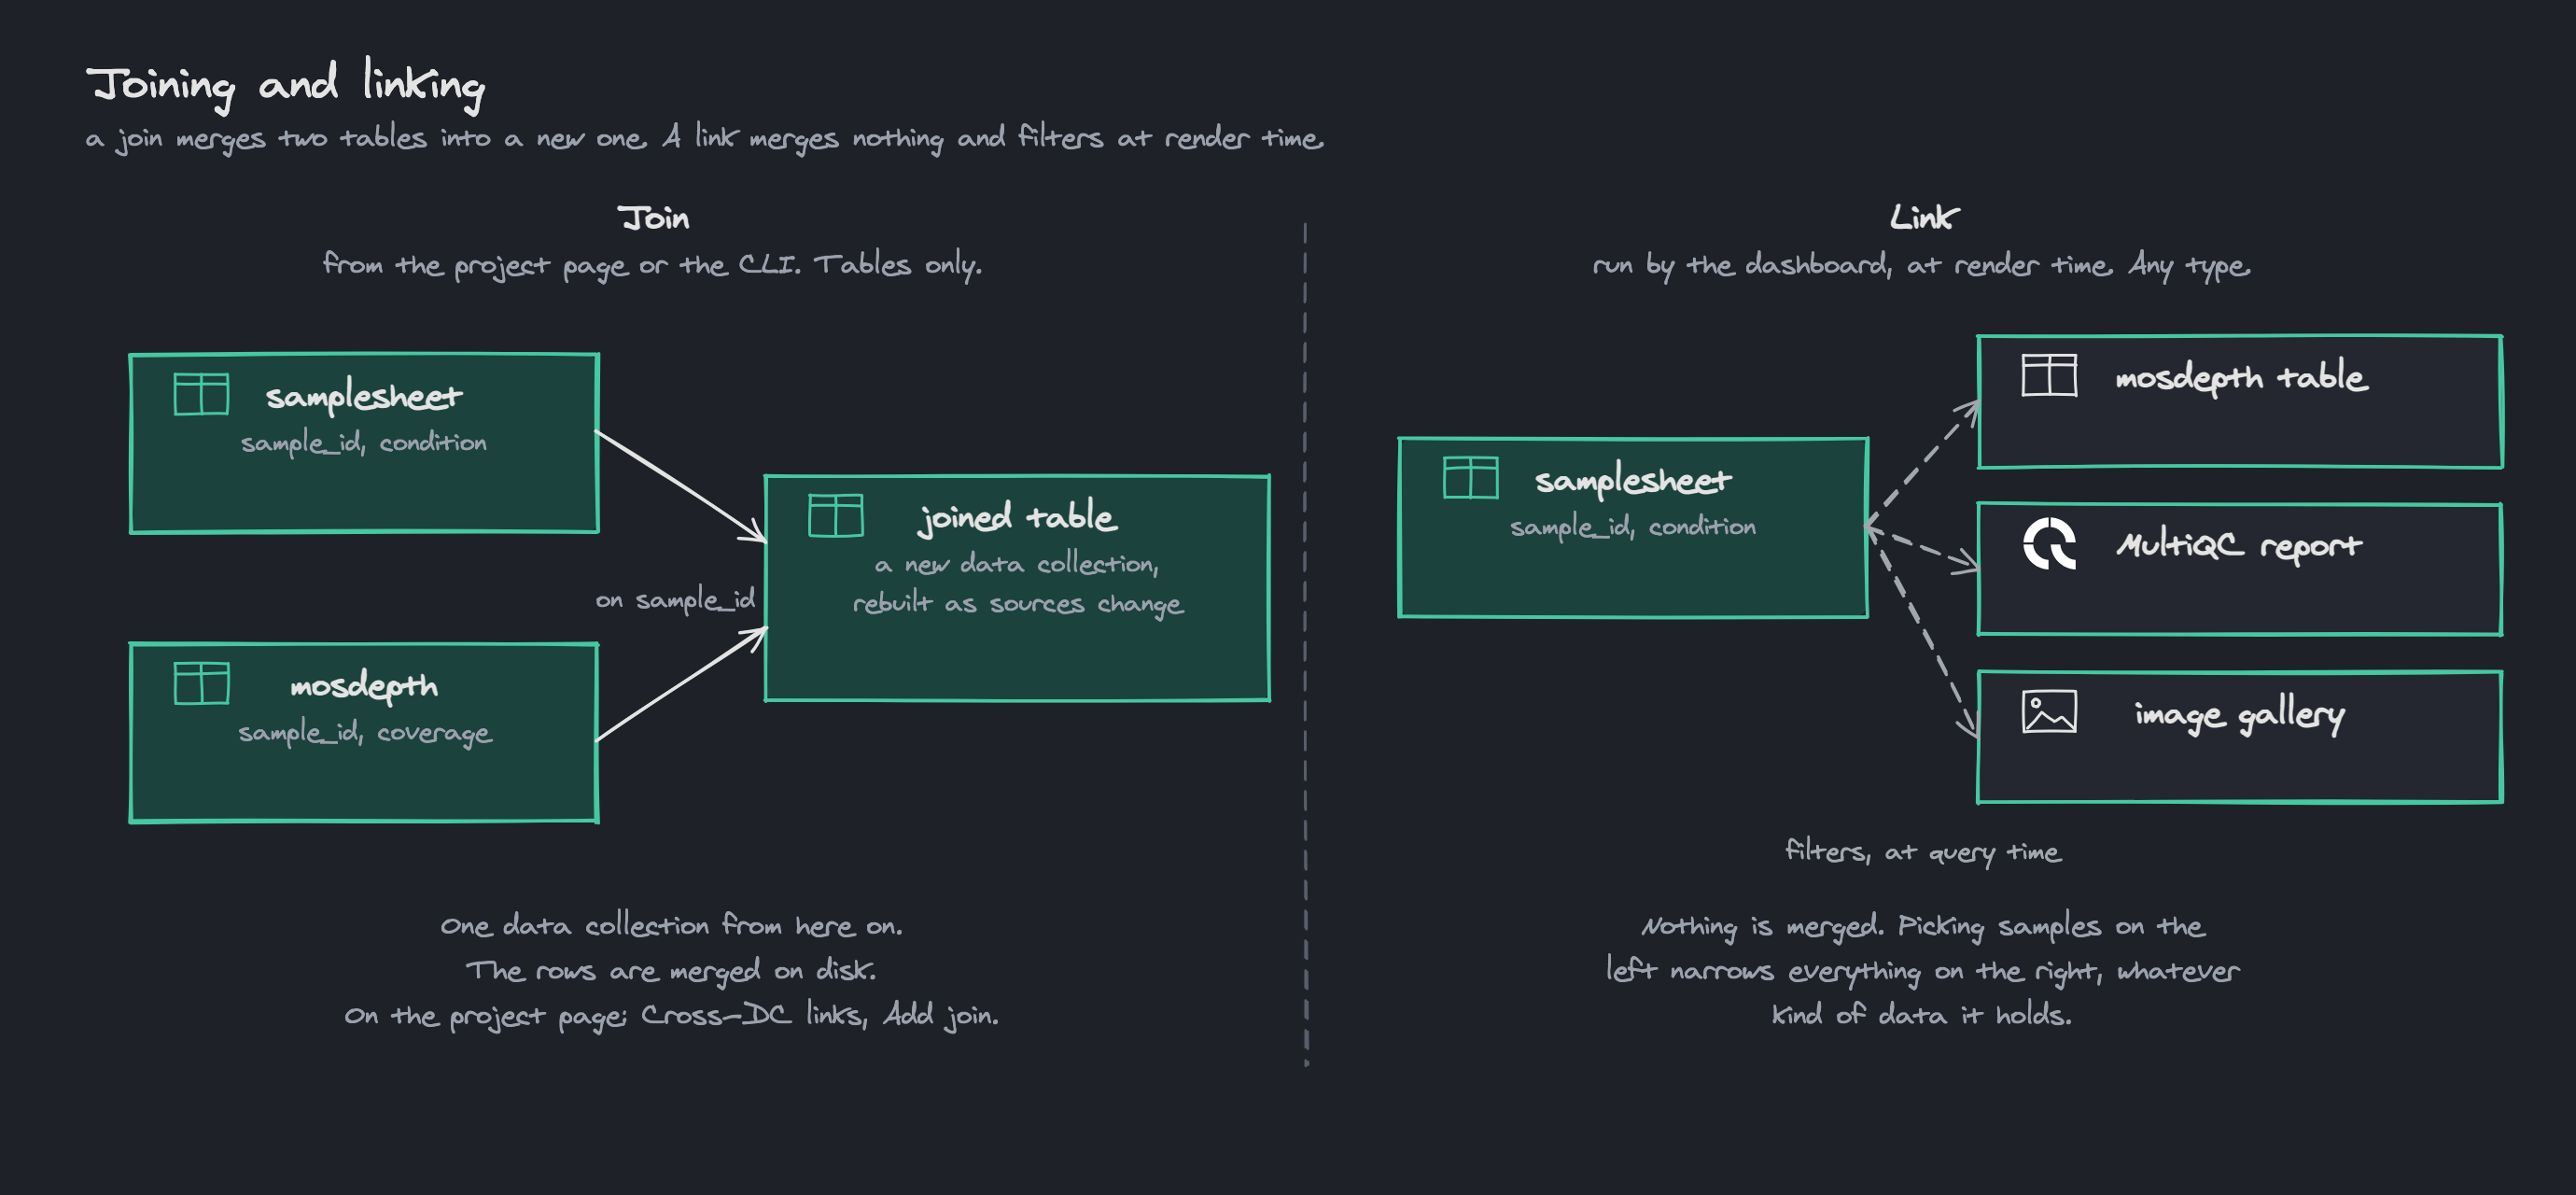 Joining and linking
a join merges two tables into a new one. A link merges nothing and filters at render time.
Join
from the project page or the CLI. Tables only.
samplesheet
sample_id, condition
mosdepth
sample_id, coverage
on sample_id
joined table
a new data collection,
rebuilt as sources change
One data collection from here on.
The rows are merged on disk.
On the project page: Cross-DC links, Add join.
Link
run by the dashboard, at render time. Any type.
samplesheet
sample_id, condition
mosdepth table
MultiQC report
image gallery
filters, at query time
Nothing is merged. Picking samples on the
left narrows everything on the right, whatever
kind of data it holds.